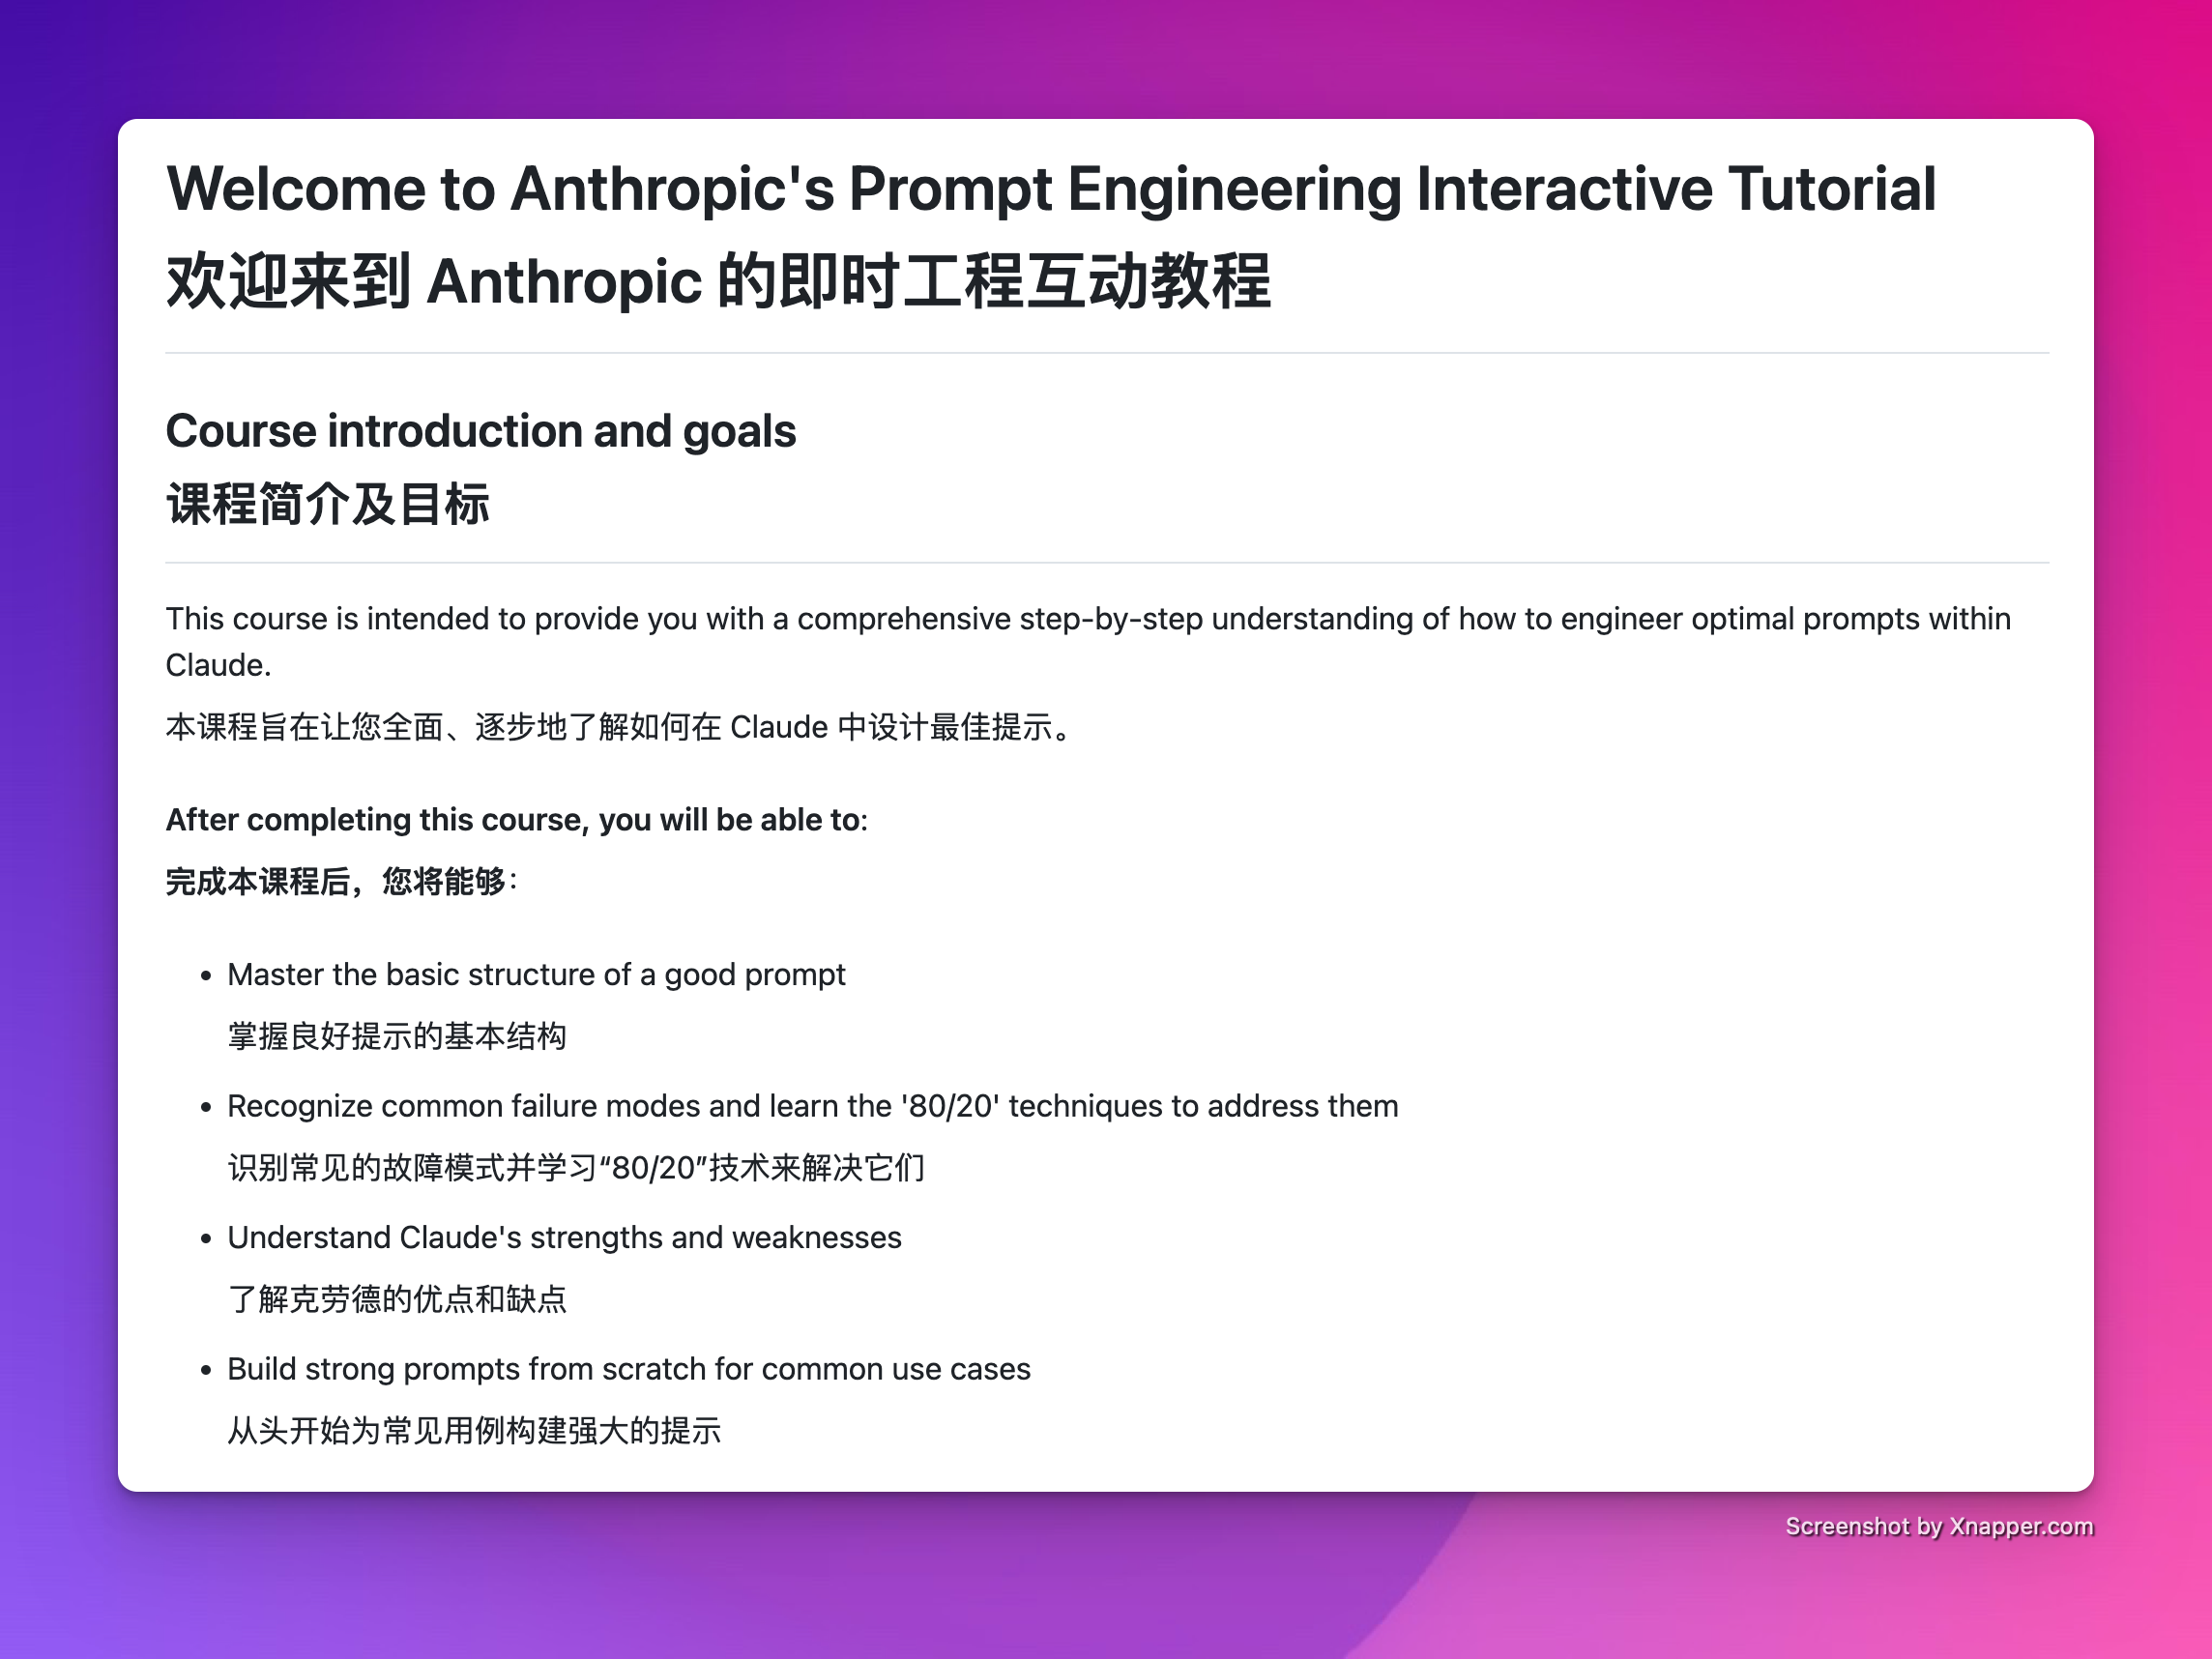 Welcome to Anthropic's Prompt Engineering Interactive Tutorial
欢迎来到 Anthropic 的即时工程互动教程
Course introduction and goals
课程简介及目标
This course is intended to provide you with a comprehensive step-by-step understanding of how to engineer optimal prompts within
Claude.
本课程旨在让您全面、逐步地了解如何在 Claude 中设计最佳提示。
After completing this course, you will be able to:
完成本课程后，您将能够：
• Master the basic structure of a good prompt
掌握良好提示的基本结构
• Recognize common failure modes and learn the '80/20' techniques to address them
识别常见的故障模式并学习“80/20”技术来解决它们
• Understand Claude's strengths and weaknesses
了解克劳德的优点和缺点
• Build strong prompts from scratch for common use cases
从头开始为常见用例构建强大的提示
Screenshot by Xnapper.com